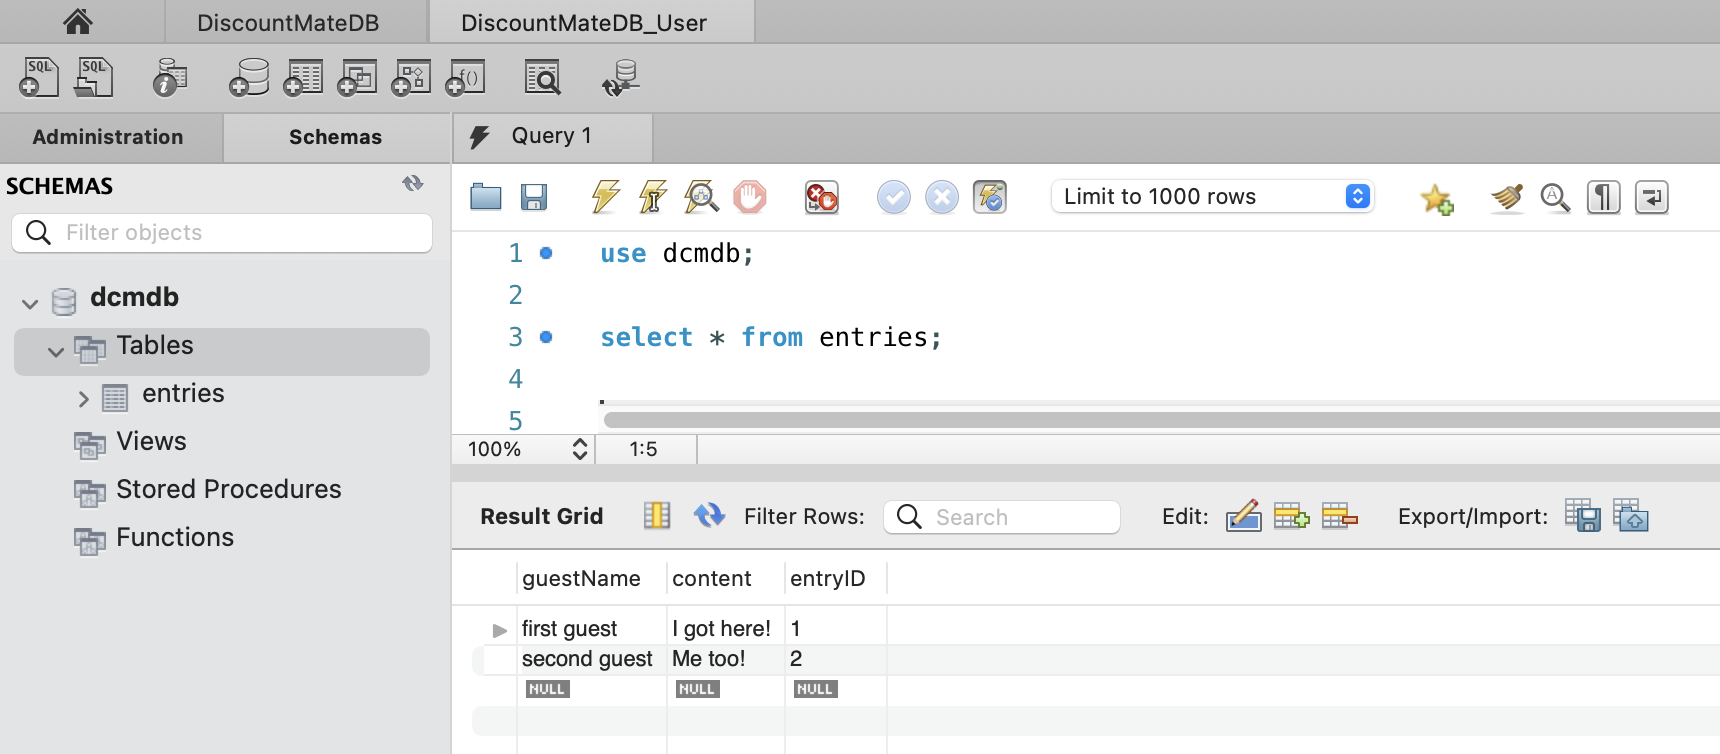 DiscountMateDB DiscountMateDB_User
SQL SQL i f()
Administration Schemas Query 1
SCHEMAS
Limit to 1000 rows
Filter objects
1 use dcmdb;
2
3 select * from entries;
4
5
dcmdb
Tables
entries
Views
Stored Procedures
Functions
100% 1:5
Result Grid Filter Rows: Search Edit: Export/Import:
guestName content entryID
first guest I got here! 1
second guest Me too! 2
NULL NULL NULL